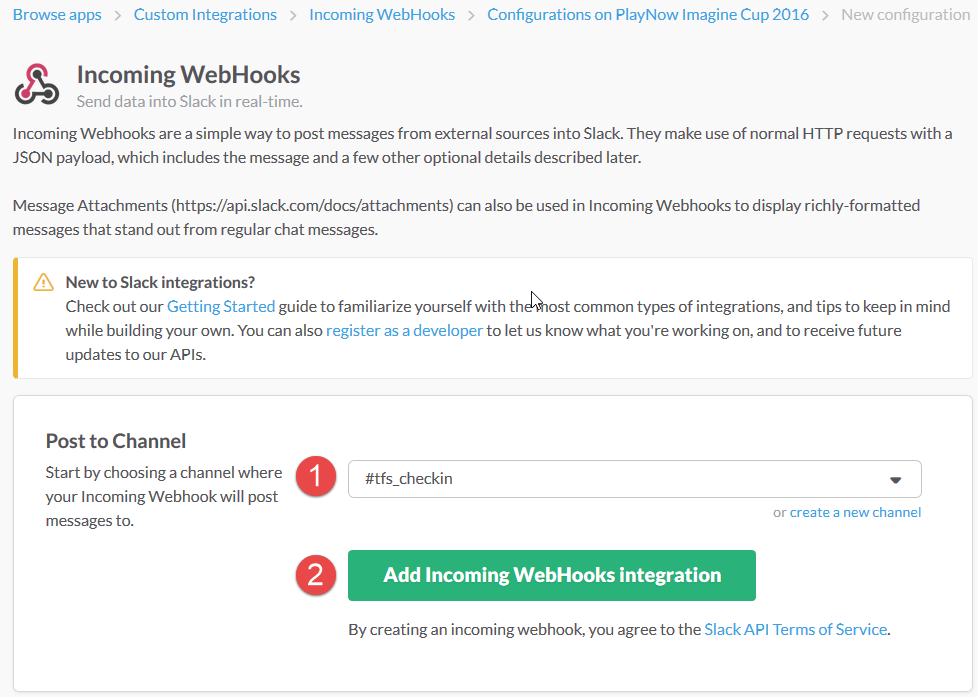 Browse apps > Custom Integrations > Incoming WebHooks > Configurations on PlayNow Imagine Cup 2016 > New configuration
Incoming WebHooks
Send data into Slack in real-time.
Incoming Webhooks are a simple way to post messages from external sources into Slack. They make use of normal HTTP requests with a
JSON payload, which includes the message and a few other optional details described later.
Message Attachments (https://api.slack.com/docs/attachments) can also be used in Incoming Webhooks to display richly-formatted
messages that stand out from regular chat messages.
New to Slack integrations?
Check out our Getting Started guide to familiarize yourself with the most common types of integrations, and tips to keep in mind
while building your own. You can also register as a developer to let us know what you're working on, and to receive future
updates to our APIs.
Post to Channel
Start by choosing a channel where
your Incoming Webhook will post
messages to.
1
#tfs_checkin
or create a new channel
2
Add Incoming WebHooks integration
By creating an incoming webhook, you agree to the Slack API Terms of Service.